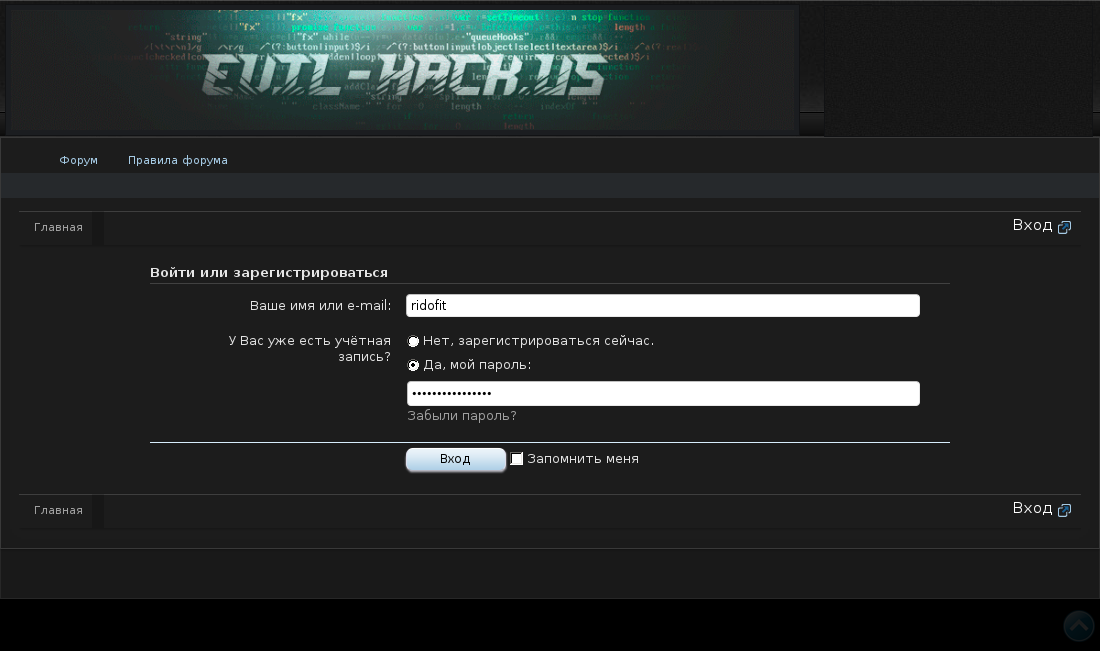 EVIL-HACK.US
Форум Правила форума
Главная
Вход
Войти или зарегистрироваться
Ваше имя или e-mail:
ridofit
У Вас уже есть учётная
запись?
Нет, зарегистрироваться сейчас.
Да, мой пароль:
••••••••••••••••
Забыли пароль?
Вход
Запомнить меня
Главная
Вход